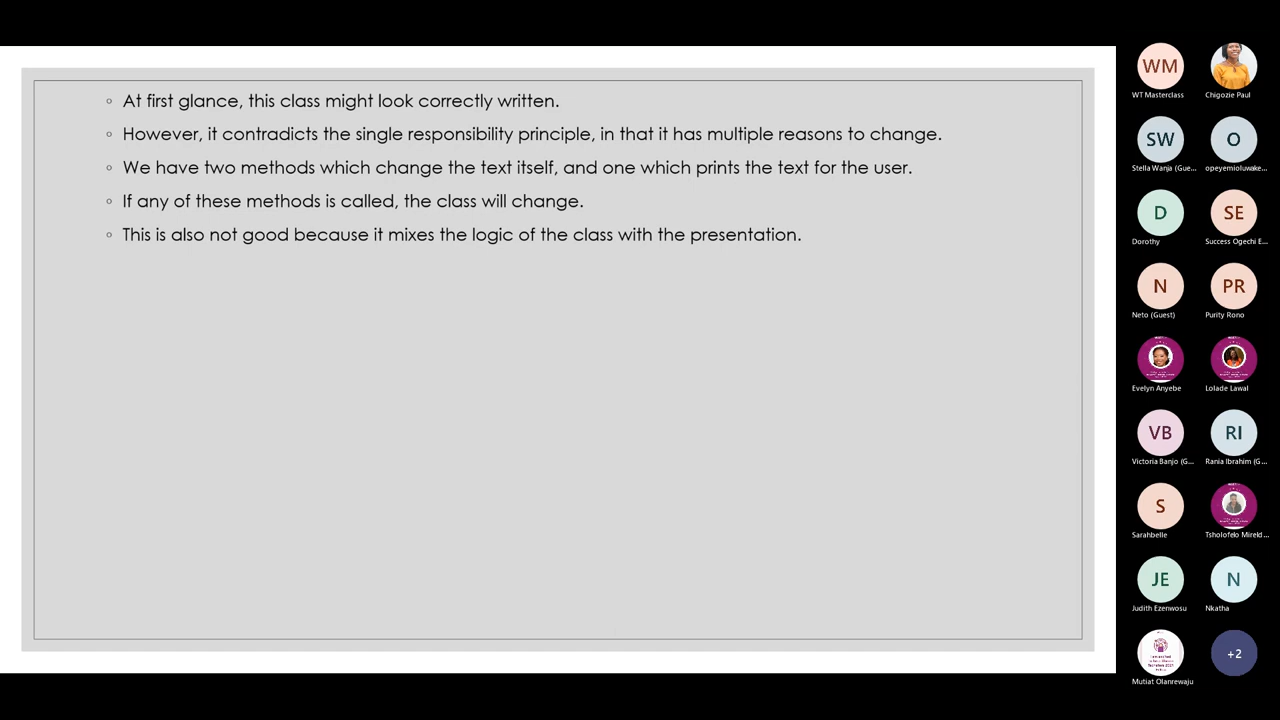 At first glance, this class might look correctly written.
However, it contradicts the single responsibility principle, in that it has multiple reasons to change.
We have two methods which change the text itself, and one which prints the text for the user.
If any of these methods is called, the class will change.
This is also not good because it mixes the logic of the class with the presentation.
WM
WT Masterclass
Chigozie Paul
SW
Stella Wanja (Gue...
O
opeyemioluwake...
D
Dorothy
SE
Success Ogechi E...
N
Neto (Guest)
PR
Purity Rono
Evelyn Anyebe
Lolade Lawal
VB
Victoria Banjo (G...
RI
Rania Ibrahim (G...
S
Sarahbelle
Tsholofelo Mireld...
JE
Judith Ezenwosu
N
Nkatha
Mutiat Olanrewaju
+2